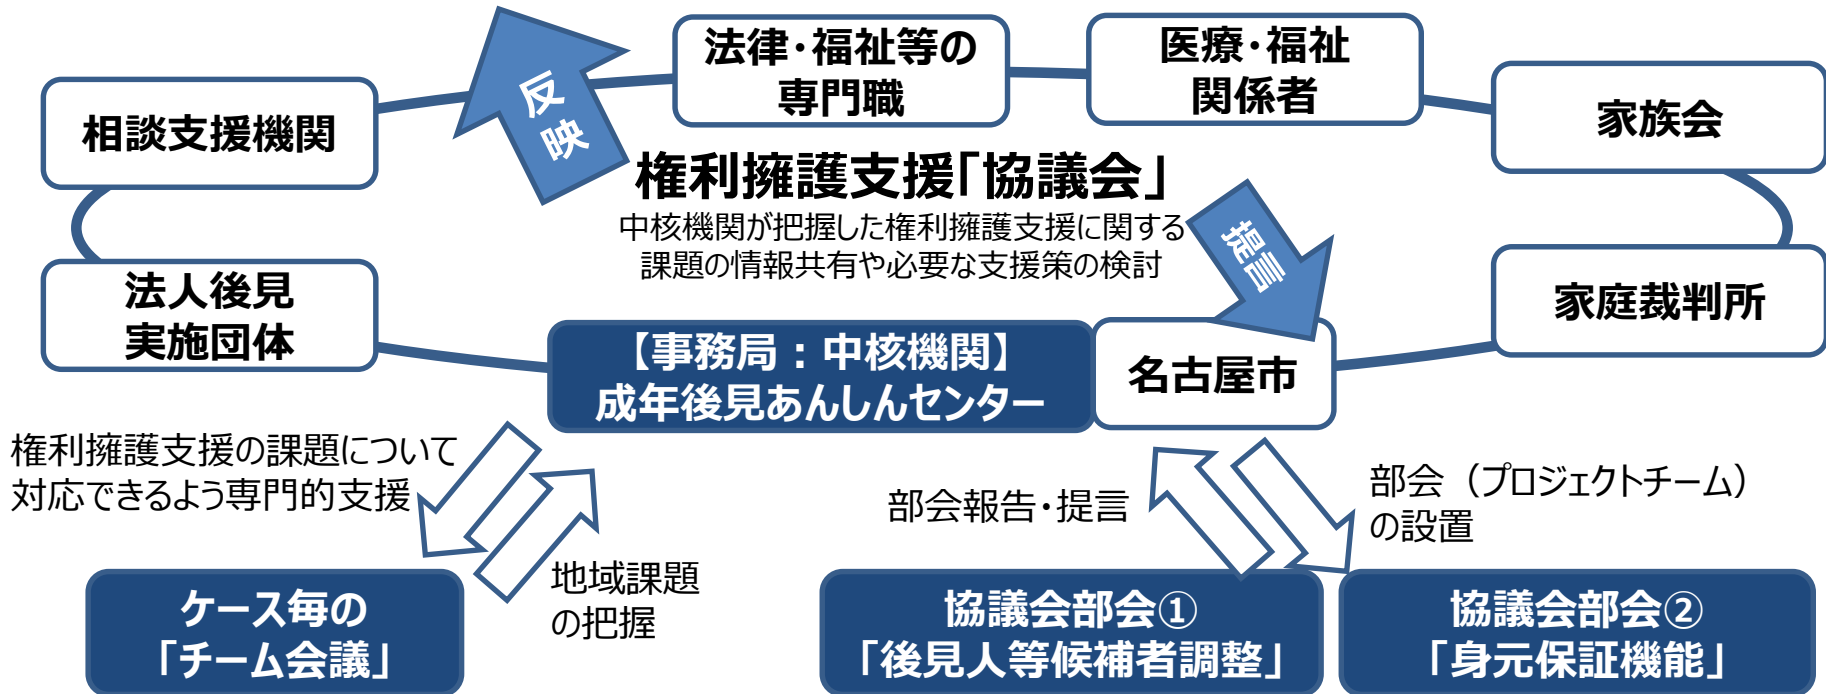 反
映
法律・福祉等の
専門職
医療・福祉
関係者
相談支援機関
家族会
権利擁護支援「協議会」
中核機関が把握した権利擁護支援に関する
課題の情報共有や必要な支援策の検討
提言
法人後見
実施団体
家庭裁判所
【事務局：中核機関】
成年後見あんしんセンター
名古屋市
権利擁護支援の課題について
対応できるよう専門的支援
地域課題
の把握
部会報告・提言
部会（プロジェクトチーム）
の設置
ケース毎の
「チーム会議」
協議会部会①
「後見人等候補者調整」
協議会部会②
「身元保証機能」